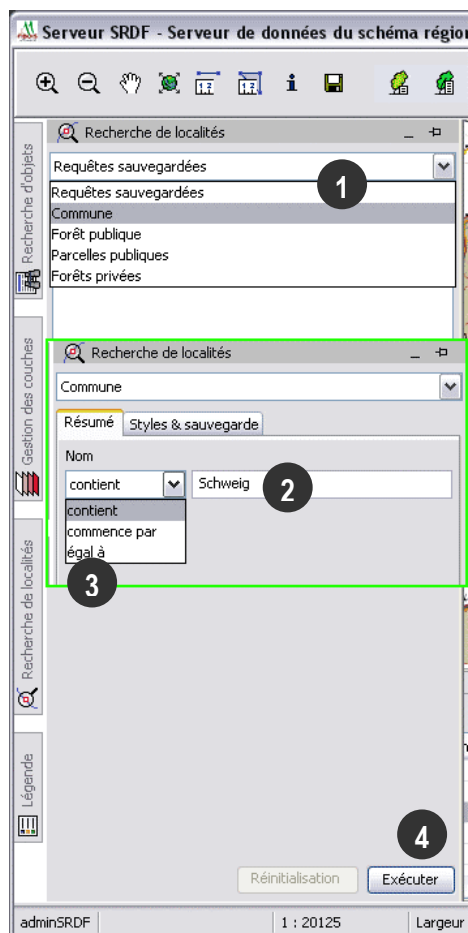 Serveur SRDF - Serveur de données du schéma régio
Recherche d'objets
Gestion des couches
Recherche de localités
Légende
Recherche de localités
Requêtes sauvegardées
1
Requêtes sauvegardées
Commune
Forêt publique
Parcelles publiques
Forêts privées
Recherche de localités
Commune
Résumé
Styles & sauvegarde
Nom
contient
Schweig
2
contient
commence par
égal à
3
4
Réinitialisation
Exécuter
adminSRDF
1 : 20125
Largeur